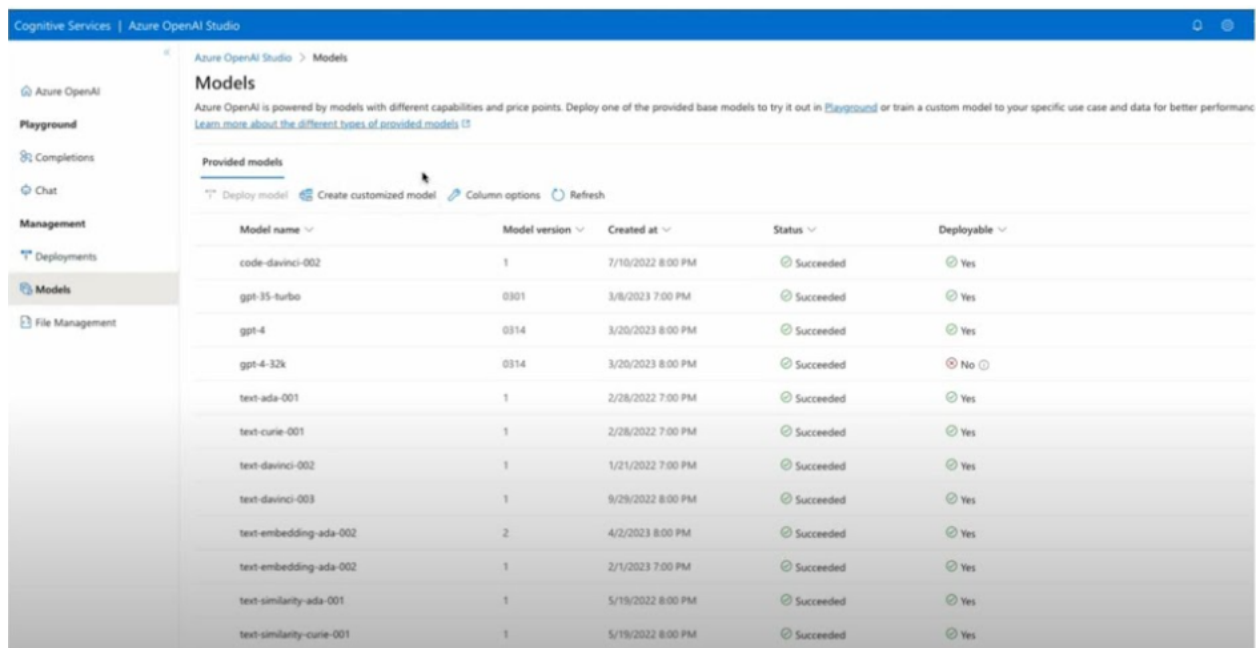 Cognitive Services | Azure OpenAI Studio
Azure OpenAI Studio > Models
Models
Azure OpenAI is powered by models with different capabilities and price points. Deploy one of the provided base models to try it out in Playground or train a custom model to your specific use case and data for better performanc
Learn more about the different types of provided models
Azure OpenAI
Playground
Completions
Chat
Management
Deployments
Models
File Management
Provided models
Deploy model Create customized model Column options Refresh
Model name Model version Created at Status Deployable
code-davinci-002 1 7/10/2022 8:00 PM Succeeded Yes
gpt-35-turbo 0301 3/8/2023 7:00 PM Succeeded Yes
gpt-4 0314 3/20/2023 8:00 PM Succeeded Yes
gpt-4-32k 0314 3/20/2023 8:00 PM Succeeded No
text-ada-001 1 2/28/2022 7:00 PM Succeeded Yes
text-curie-001 1 2/28/2022 7:00 PM Succeeded Yes
text-davinci-002 1 1/21/2022 7:00 PM Succeeded Yes
text-davinci-003 1 9/29/2022 8:00 PM Succeeded Yes
text-embedding-ada-002 2 4/2/2023 8:00 PM Succeeded Yes
text-embedding-ada-002 1 2/1/2023 7:00 PM Succeeded Yes
text-similarity-ada-001 1 5/19/2022 8:00 PM Succeeded Yes
text-similarity-curie-001 1 5/19/2022 8:00 PM Succeeded Yes